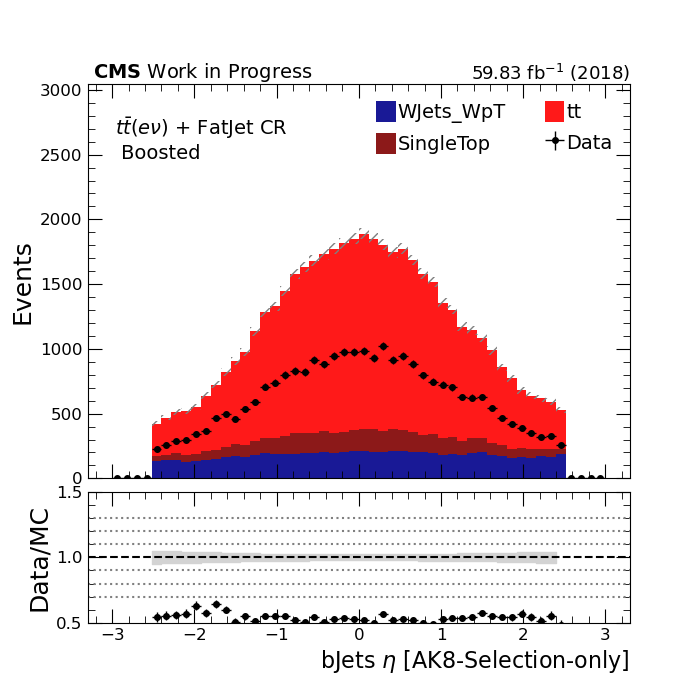 CMS Work in Progress 59.83 fb⁻¹ (2018)
3000
tt̄(eν) + FatJet CR
Boosted
WJets_WpT tt
SingleTop Data
2500
2000
1500
1000
500
0
Events
1.5
1.0
0.5
Data/MC
−3 −2 −1 0 1 2 3
bJets η [AK8-Selection-only]